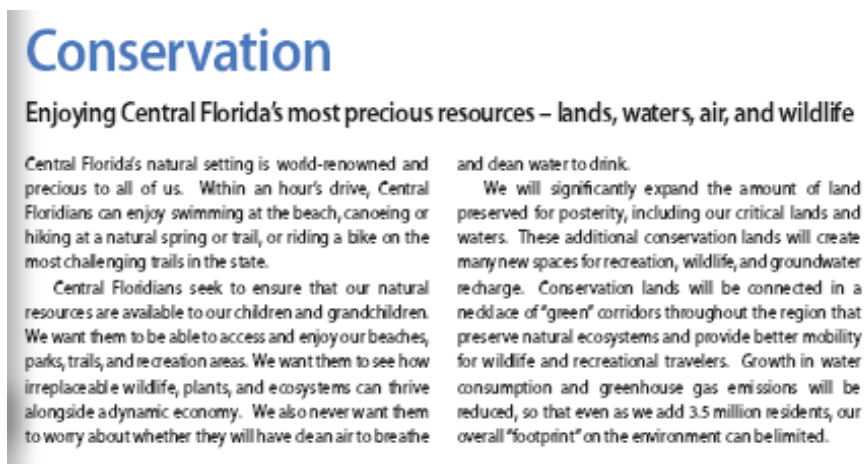 Conservation
Enjoying Central Florida's most precious resources – lands, waters, air, and wildlife
Central Florida's natural setting is world-renowned and
precious to all of us. Within an hour's drive, Central
Floridians can enjoy swimming at the beach, canoeing or
hiking at a natural spring or trail, or riding a bike on the
most challenging trails in the state.
Central Floridians seek to ensure that our natural
resources are available to our children and grandchildren.
We want them to be able to access and enjoy our beaches,
parks, trails, and recreation areas. We want them to see how
irreplaceable wildlife, plants, and ecosystems can thrive
alongside a dynamic economy. We also never want them
to worry about whether they will have clean air to breathe
and clean water to drink.
We will significantly expand the amount of land
preserved for posterity, including our critical lands and
waters. These additional conservation lands will create
many new spaces for recreation, wildlife, and groundwater
recharge. Conservation lands will be connected in a
necklace of "green" corridors throughout the region that
preserve natural ecosystems and provide better mobility
for wildlife and recreational travelers. Growth in water
consumption and greenhouse gas emissions will be
reduced, so that even as we add 3.5 million residents, our
overall "footprint" on the environment can be limited.